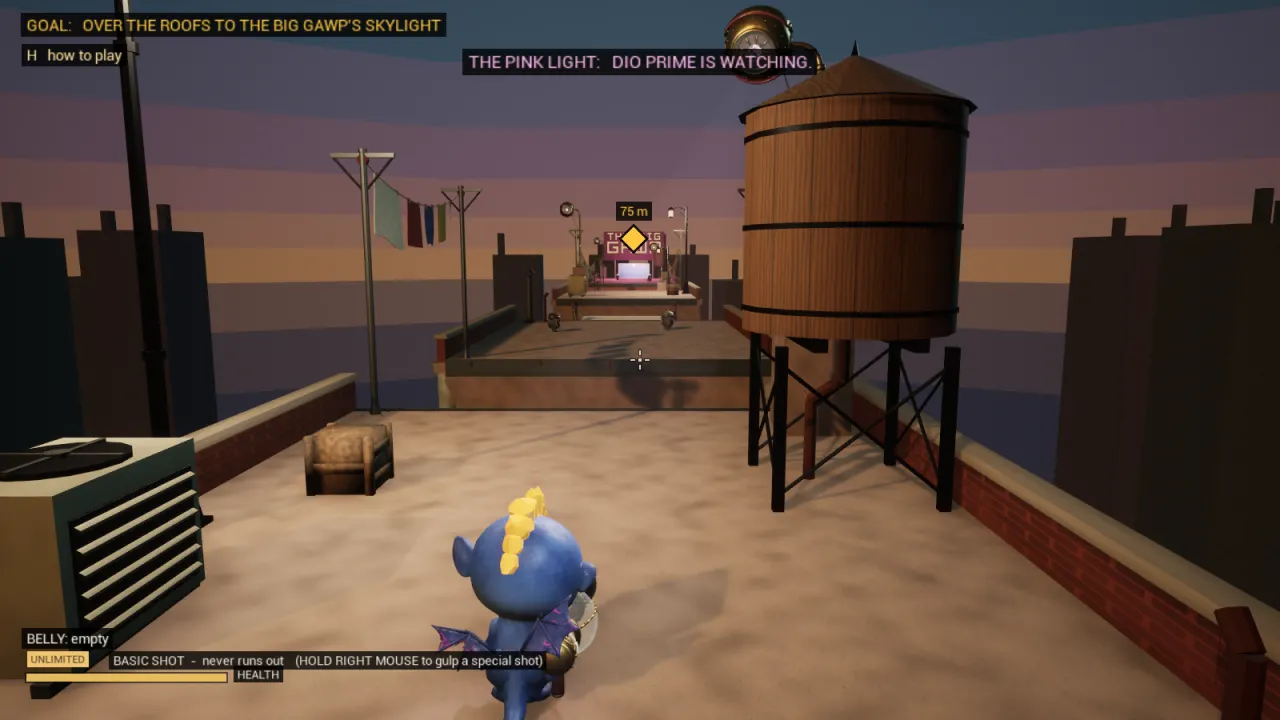 GOAL: OVER THE ROOFS TO THE BIG GAWP'S SKYLIGHT
H how to play
THE PINK LIGHT: DIO PRIME IS WATCHING.
75 m
BELLY: empty
UNLIMITED
BASIC SHOT - never runs out (HOLD RIGHT MOUSE to gulp a special shot)
HEALTH